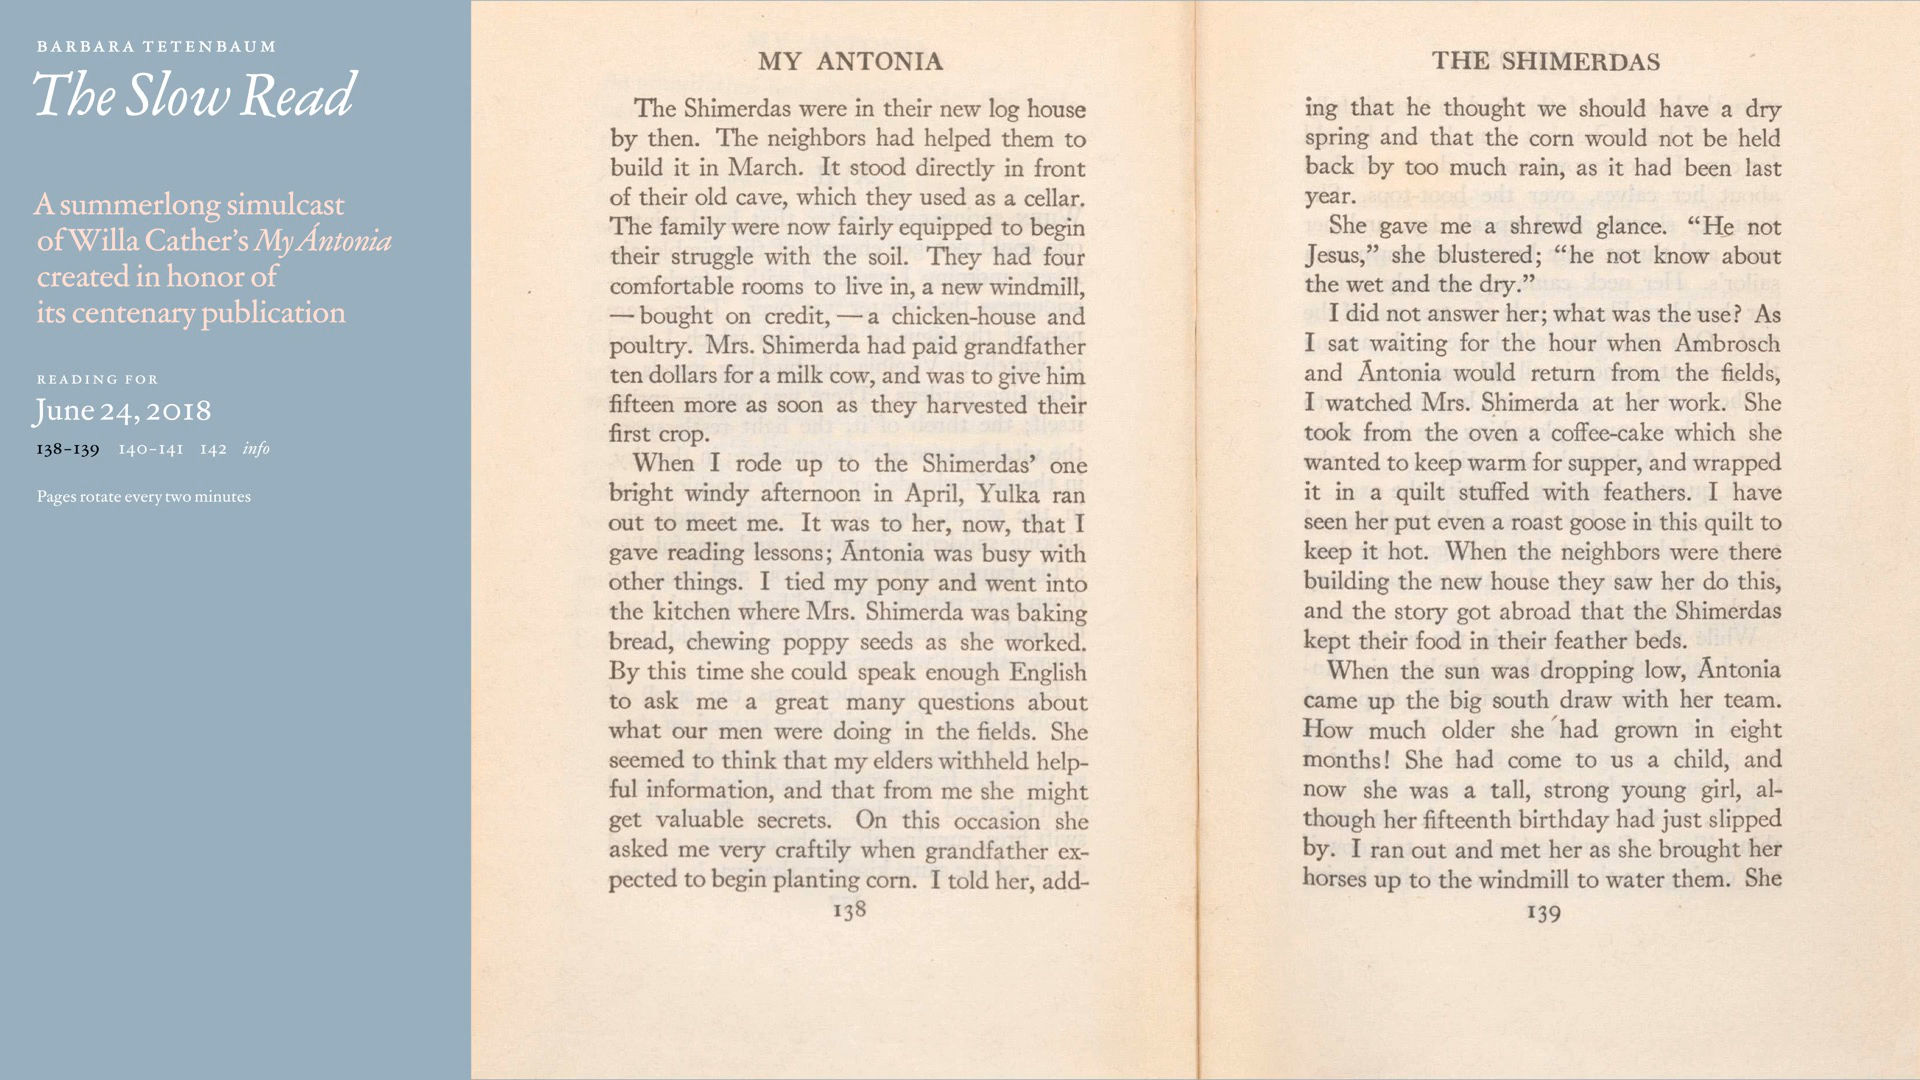 BARBARA TETENBAUM
The Slow Read
A summerlong simulcast
of Willa Cather's My Ántonia
created in honor of
its centenary publication
READING FOR
June 24, 2018
138–139 140–141 142 info
Pages rotate every two minutes
MY ANTONIA
The Shimerdas were in their new log house
by then. The neighbors had helped them to
build it in March. It stood directly in front
of their old cave, which they used as a cellar.
The family were now fairly equipped to begin
their struggle with the soil. They had four
comfortable rooms to live in, a new windmill,
— bought on credit, — a chicken-house and
poultry. Mrs. Shimerda had paid grandfather
ten dollars for a milk cow, and was to give him
fifteen more as soon as they harvested their
first crop.
When I rode up to the Shimerdas' one
bright windy afternoon in April, Yulka ran
out to meet me. It was to her, now, that I
gave reading lessons; Ántonia was busy with
other things. I tied my pony and went into
the kitchen where Mrs. Shimerda was baking
bread, chewing poppy seeds as she worked.
By this time she could speak enough English
to ask me a great many questions about
what our men were doing in the fields. She
seemed to think that my elders withheld help-
ful information, and that from me she might
get valuable secrets. On this occasion she
asked me very craftily when grandfather ex-
pected to begin planting corn. I told her, add-
138
THE SHIMERDAS
ing that he thought we should have a dry
spring and that the corn would not be held
back by too much rain, as it had been last
year.
She gave me a shrewd glance. “He not
Jesus,” she blustered; “he not know about
the wet and the dry.”
I did not answer her; what was the use? As
I sat waiting for the hour when Ambrosch
and Ántonia would return from the fields,
I watched Mrs. Shimerda at her work. She
took from the oven a coffee-cake which she
wanted to keep warm for supper, and wrapped
it in a quilt stuffed with feathers. I have
seen her put even a roast goose in this quilt to
keep it hot. When the neighbors were there
building the new house they saw her do this,
and the story got abroad that the Shimerdas
kept their food in their feather beds.
When the sun was dropping low, Ántonia
came up the big south draw with her team.
How much older she had grown in eight
months! She had come to us a child, and
now she was a tall, strong young girl, al-
though her fifteenth birthday had just slipped
by. I ran out and met her as she brought her
horses up to the windmill to water them. She
139